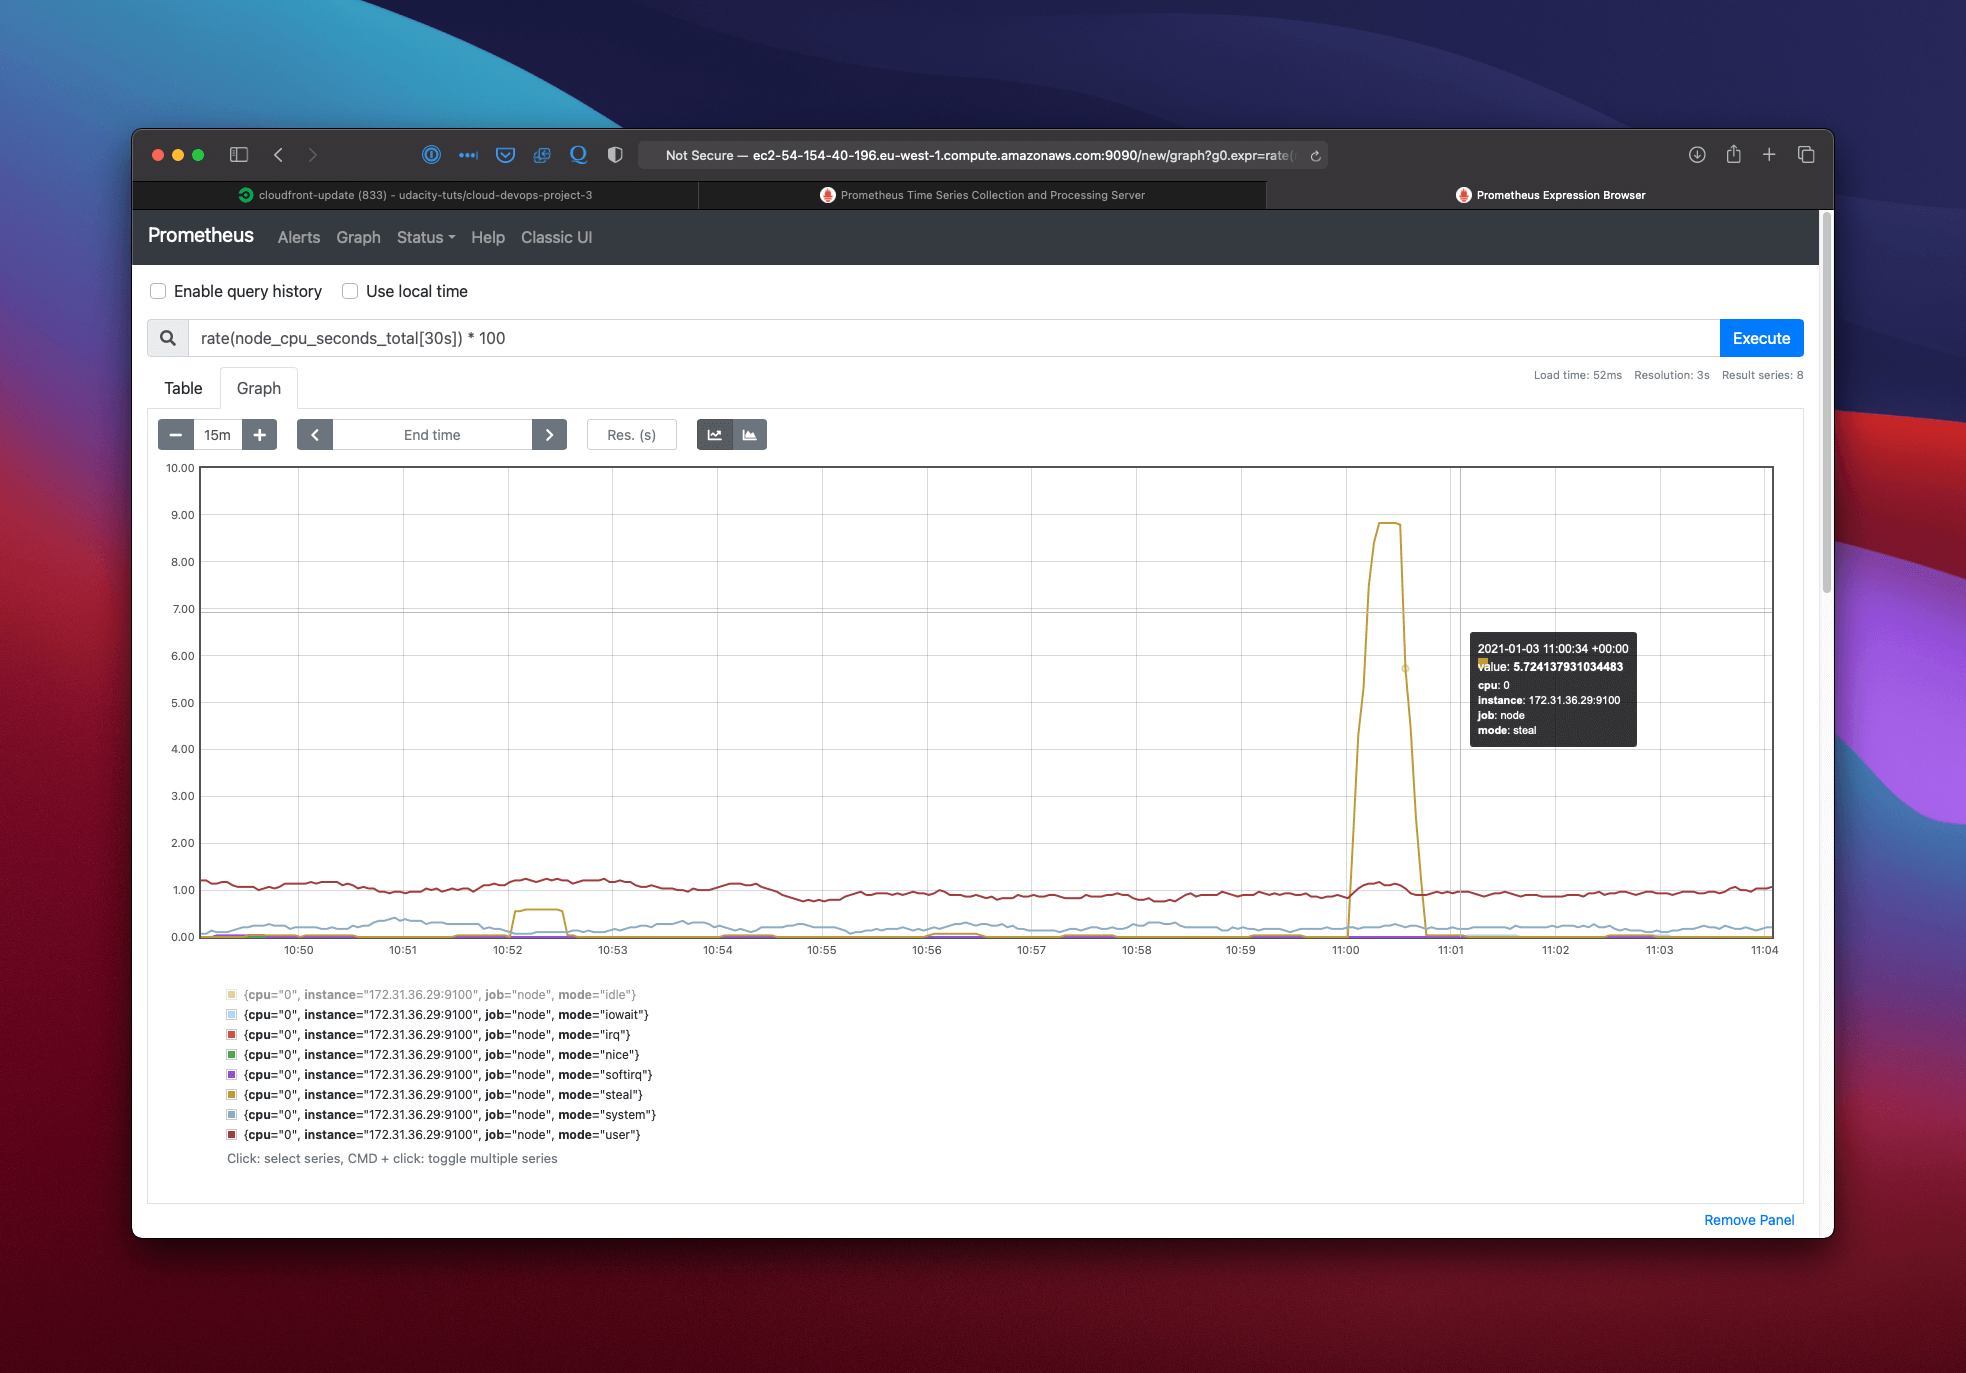 Not Secure — ec2-54-154-40-196.eu-west-1.compute.amazonaws.com:9090/new/graph?g0.expr=rate(
cloudfront-update (833) - udacity-tuts/cloud-devops-project-3
Prometheus Time Series Collection and Processing Server
Prometheus Expression Browser
Prometheus Alerts Graph Status Help Classic UI
Enable query history Use local time
rate(node_cpu_seconds_total[30s]) * 100 Execute
Load time: 52ms Resolution: 3s Result series: 8
Table Graph
15m End time Res. (s)
10.00
9.00
8.00
7.00
6.00
5.00
4.00
3.00
2.00
1.00
0.00
2021-01-03 11:00:34 +00:00
value: 5.724137931034483
cpu: 0
instance: 172.31.36.29:9100
job: node
mode: steal
10:50 10:51 10:52 10:53 10:54 10:55 10:56 10:57 10:58 10:59 11:00 11:01 11:02 11:03 11:04
{cpu="0", instance="172.31.36.29:9100", job="node", mode="idle"}
{cpu="0", instance="172.31.36.29:9100", job="node", mode="iowait"}
{cpu="0", instance="172.31.36.29:9100", job="node", mode="irq"}
{cpu="0", instance="172.31.36.29:9100", job="node", mode="nice"}
{cpu="0", instance="172.31.36.29:9100", job="node", mode="softirq"}
{cpu="0", instance="172.31.36.29:9100", job="node", mode="steal"}
{cpu="0", instance="172.31.36.29:9100", job="node", mode="system"}
{cpu="0", instance="172.31.36.29:9100", job="node", mode="user"}
Click: select series, CMD + click: toggle multiple series
Remove Panel